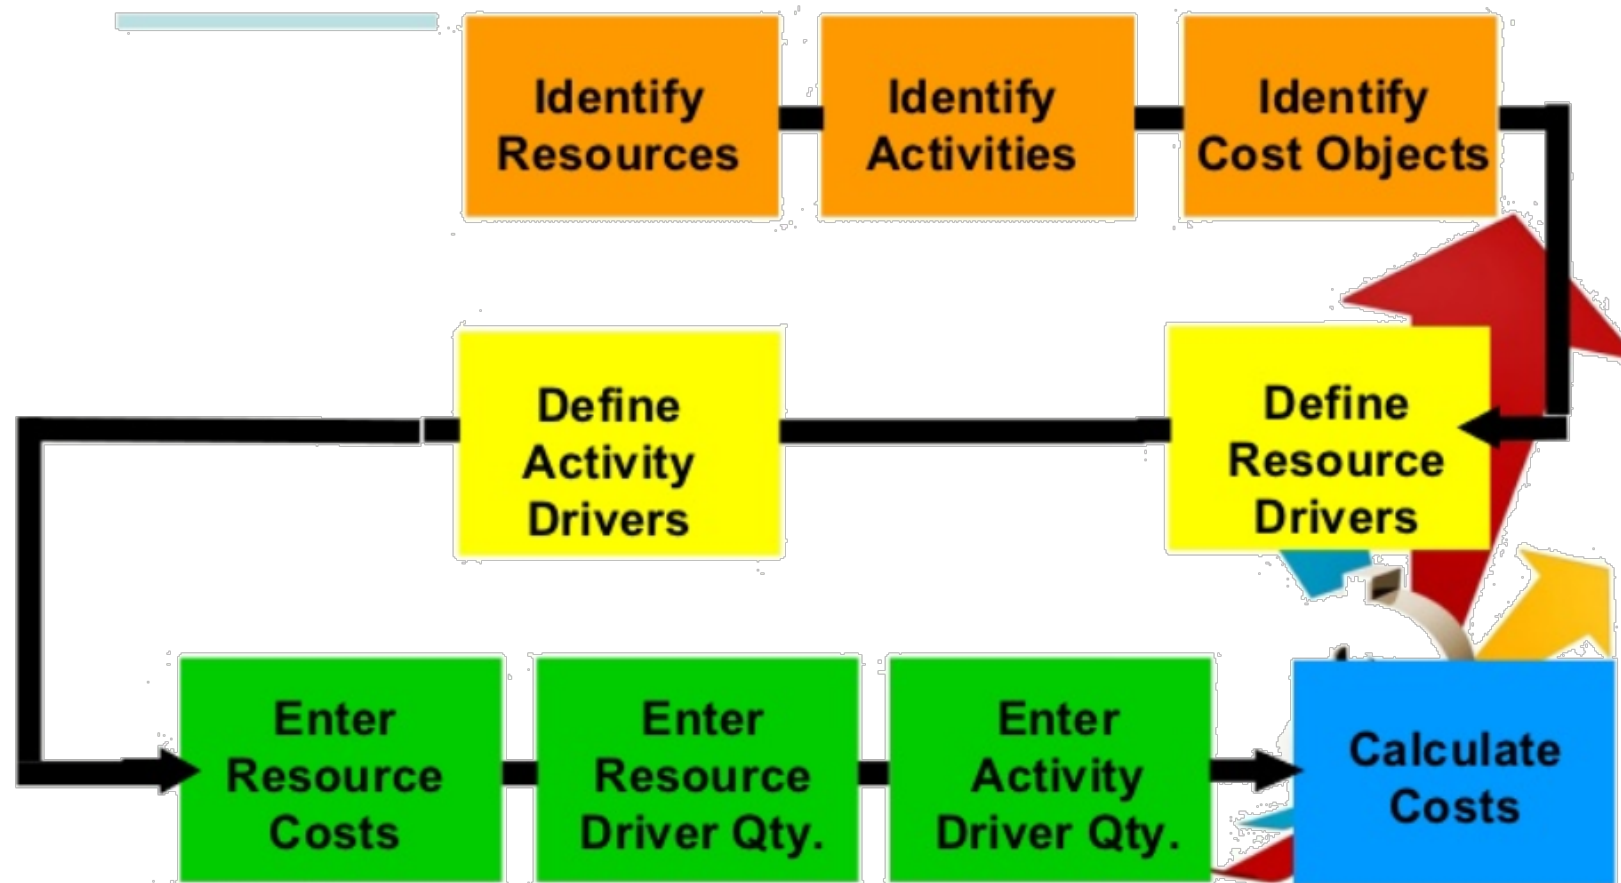 Identify
Resources
Identify
Activities
Identify
Cost Objects
Define
Activity
Drivers
Define
Resource
Drivers
Enter
Resource
Costs
Enter
Resource
Driver Qty.
Enter
Activity
Driver Qty.
Calculate
Costs